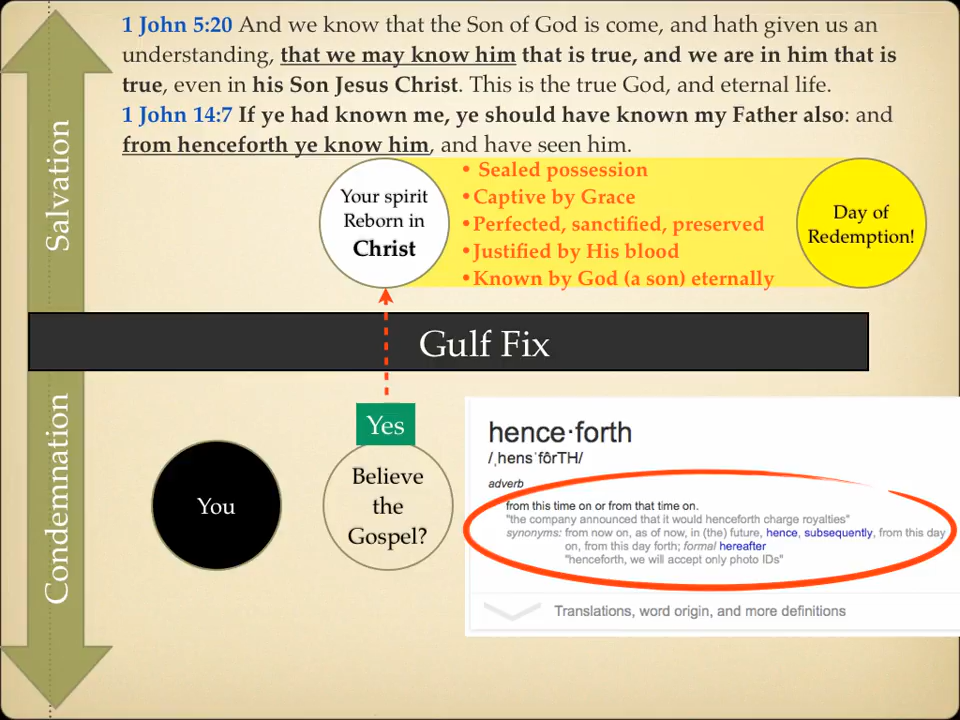 1 John 5:20 And we know that the Son of God is come, and hath given us an
understanding, that we may know him that is true, and we are in him that is
true, even in his Son Jesus Christ. This is the true God, and eternal life.
1 John 14:7 If ye had known me, ye should have known my Father also: and
from henceforth ye know him, and have seen him.
Salvation
Your spirit
Reborn in
Christ
• Sealed possession
•Captive by Grace
•Perfected, sanctified, preserved
•Justified by His blood
•Known by God (a son) eternally
Day of
Redemption!
Gulf Fix
Condemnation
You
Yes
Believe
the
Gospel?
hence·forth
/ˌhensˈfôrTH/
adverb
from this time on or from that time on.
"the company announced that it would henceforth charge royalties"
synonyms: from now on, as of now, in (the) future, hence, subsequently, from this day
on, from this day forth; formal hereafter
"henceforth, we will accept only photo IDs"
Translations, word origin, and more definitions